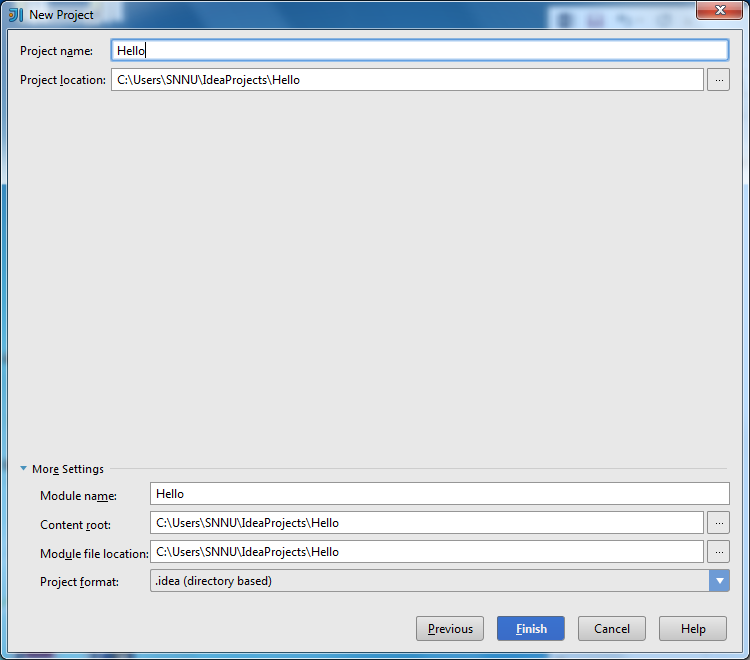 New Project
Project name: Hello
Project location: C:\Users\SNNU\IdeaProjects\Hello ...
More Settings
Module name: Hello
Content root: C:\Users\SNNU\IdeaProjects\Hello ...
Module file location: C:\Users\SNNU\IdeaProjects\Hello ...
Project format: .idea (directory based)
Previous Finish Cancel Help